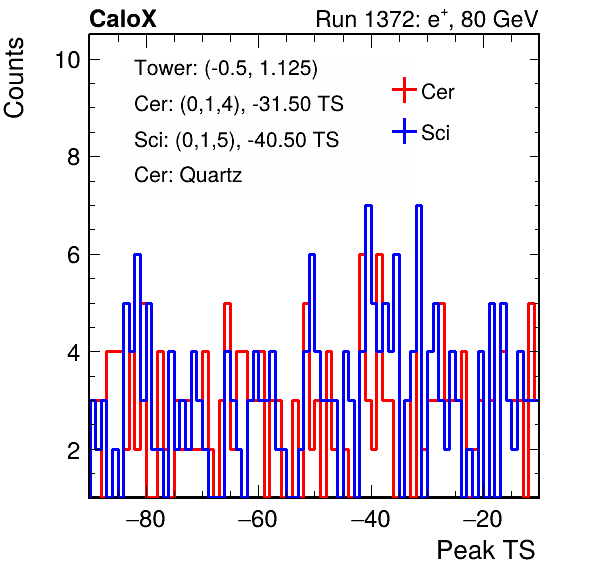 CaloX Run 1372: e⁺, 80 GeV
Counts
Tower: (-0.5, 1.125)
Cer: (0,1,4), -31.50 TS
Sci: (0,1,5), -40.50 TS
Cer: Quartz
Cer
Sci
10
8
6
4
2
−80 −60 −40 −20
Peak TS